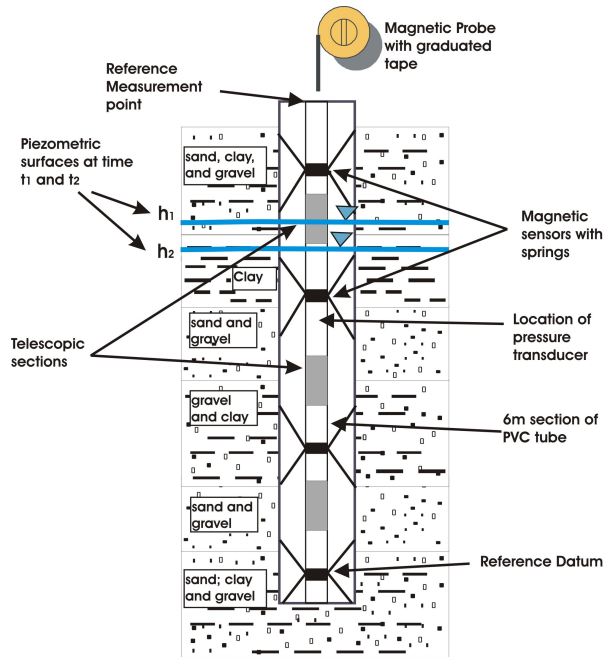 Magnetic Probe
with graduated
tape
Reference
Measurement
point
Piezometric
surfaces at time
t1 and t2
sand, clay,
and gravel
h1
h2
Magnetic
sensors with
springs
Clay
sand and
gravel
Location of
pressure
transducer
Telescopic
sections
gravel
and clay
6m section of
PVC tube
sand and
gravel
Reference Datum
sand; clay
and gravel